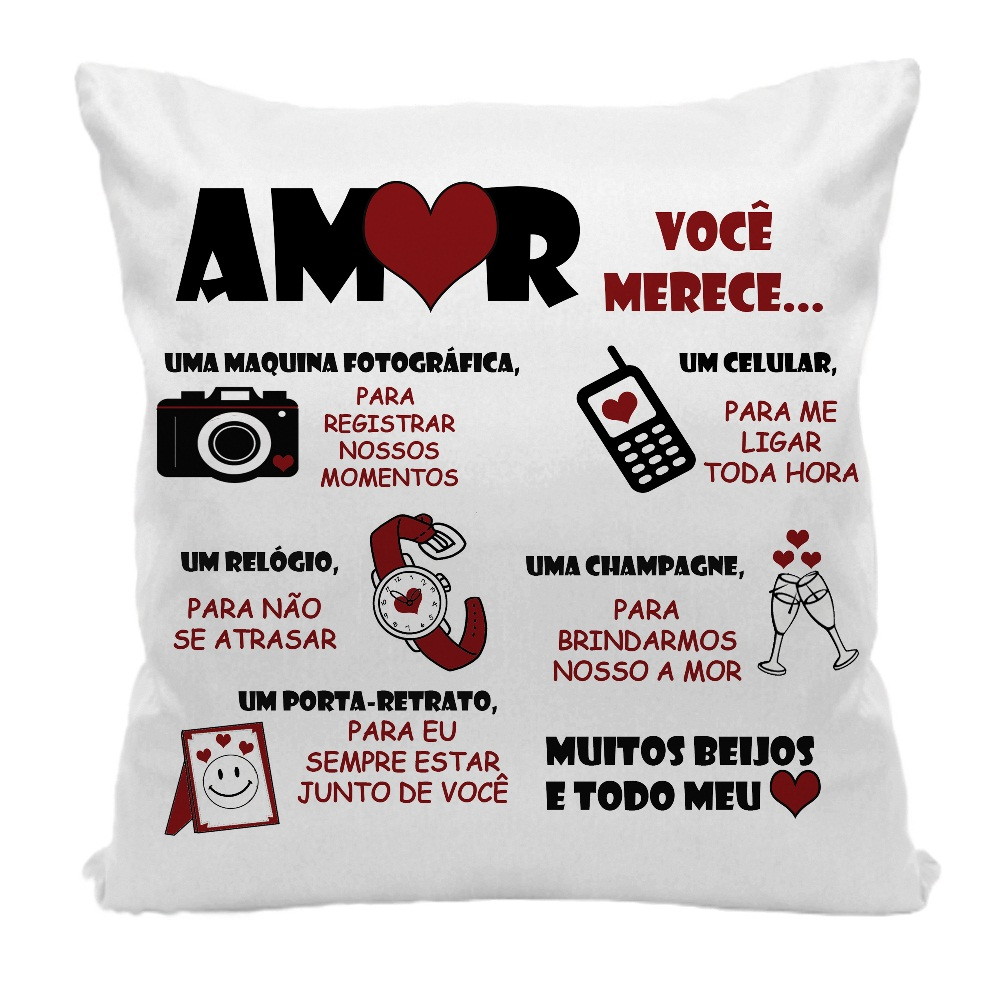 AMOR
VOCÊ
MERECE...
UMA MAQUINA FOTOGRÁFICA,
PARA
REGISTRAR
NOSSOS
MOMENTOS
UM CELULAR,
PARA ME
LIGAR
TODA HORA
UM RELÓGIO,
PARA NÃO
SE ATRASAR
UMA CHAMPAGNE,
PARA
BRINDARMOS
NOSSO A MOR
UM PORTA-RETRATO,
PARA EU
SEMPRE ESTAR
JUNTO DE VOCÊ
MUITOS BEIJOS
E TODO MEU